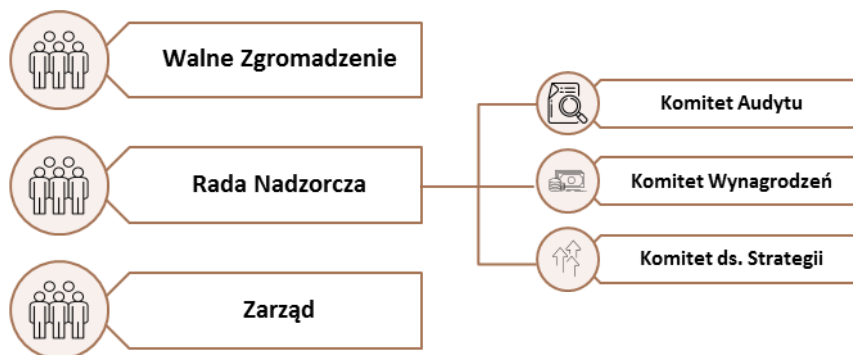 Walne Zgromadzenie
Rada Nadzorcza
Zarząd
Komitet Audytu
Komitet Wynagrodzeń
Komitet ds. Strategii